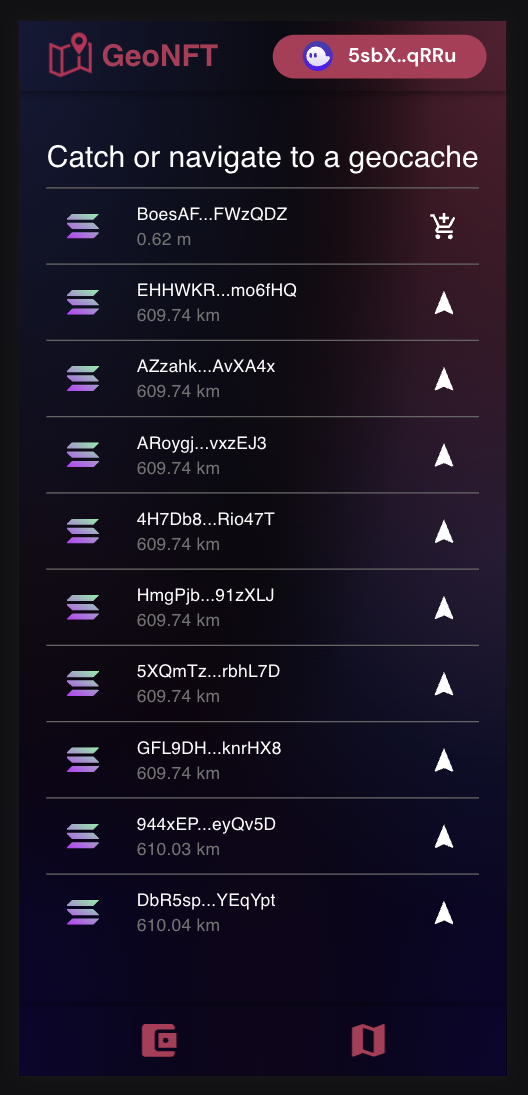 GeoNFT
5sbX..qRRu
Catch or navigate to a geocache
BoesAF...FWzQDZ
0.62 m
EHHWKR...mo6fHQ
609.74 km
AZzahk...AvXA4x
609.74 km
ARoygj...vxzEJ3
609.74 km
4H7Db8...Rio47T
609.74 km
HmgPjb...91zXLJ
609.74 km
5XQmTz...rbhL7D
609.74 km
GFL9DH...knrHX8
609.74 km
944xEP...eyQv5D
610.03 km
DbR5sp...YEqYpt
610.04 km